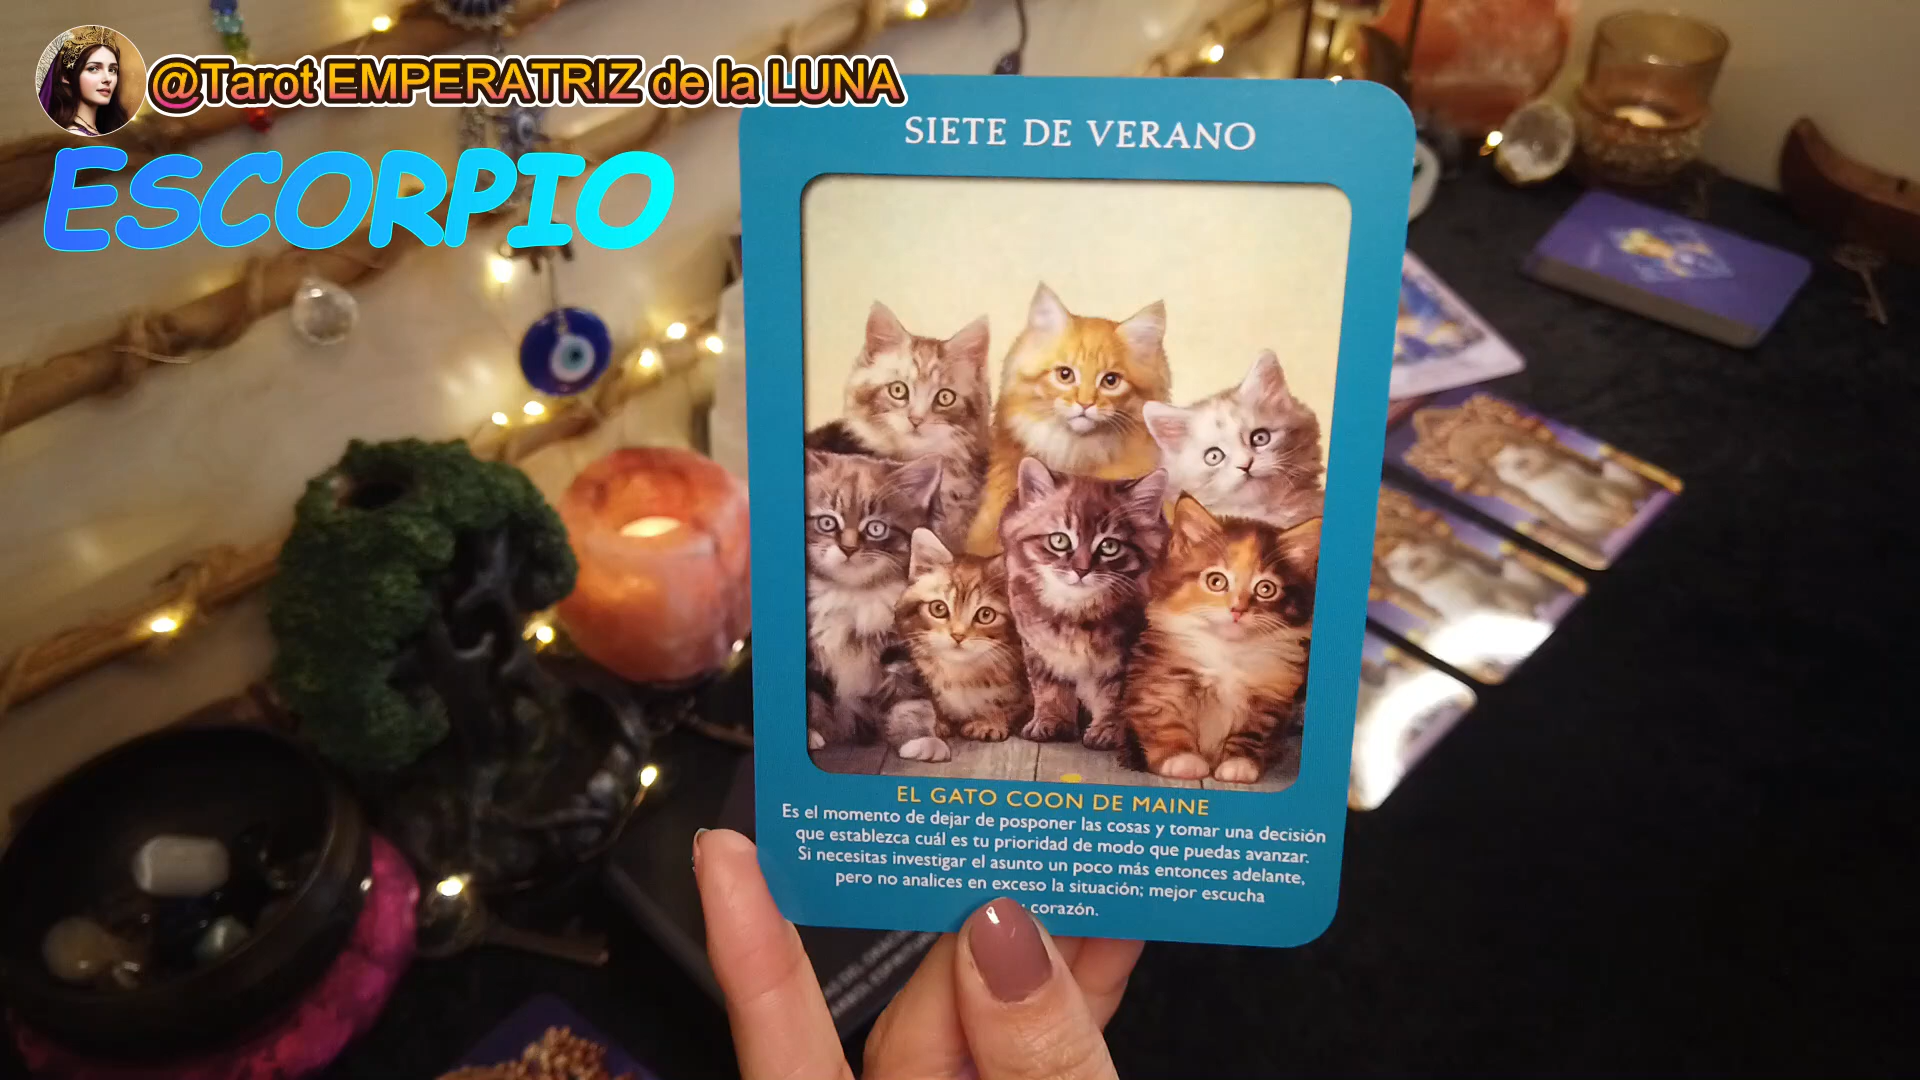 @Tarot EMPERATRIZ de la LUNA
ESCORPIO
SIETE DE VERANO
EL GATO COON DE MAINE
Es el momento de dejar de posponer las cosas y tomar una decisión
que establezca cuál es tu prioridad de modo que puedas avanzar.
Si necesitas investigar el asunto un poco más entonces adelante,
pero no analices en exceso la situación; mejor escucha
corazón.